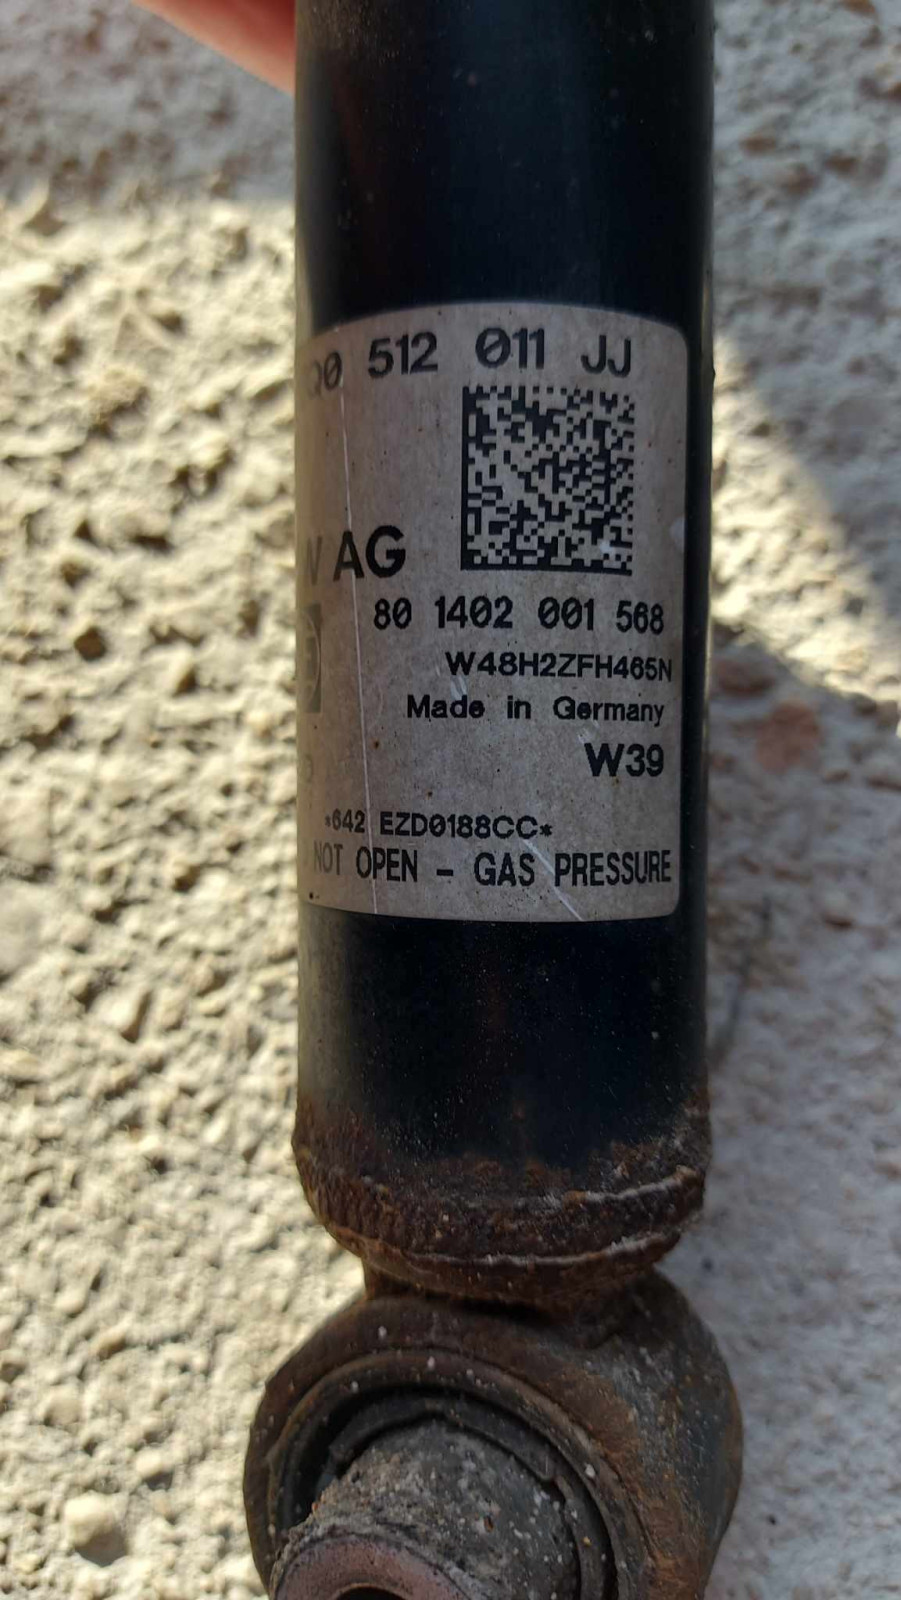 Q0 512 011 JJ
W AG
80 1402 001 568
W48H2ZFH465N
Made in Germany
W39
*642 EZD0188CC*
NOT OPEN - GAS PRESSURE